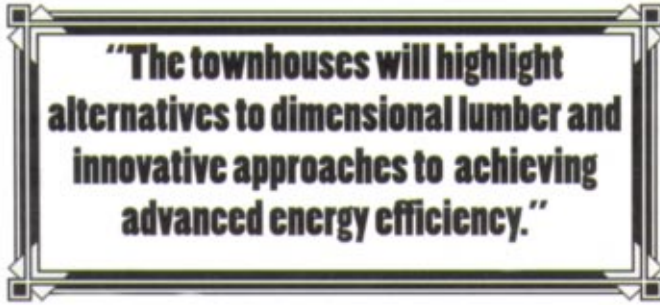 “The townhouses will highlight
alternatives to dimensional lumber and
innovative approaches to achieving
advanced energy efficiency.”